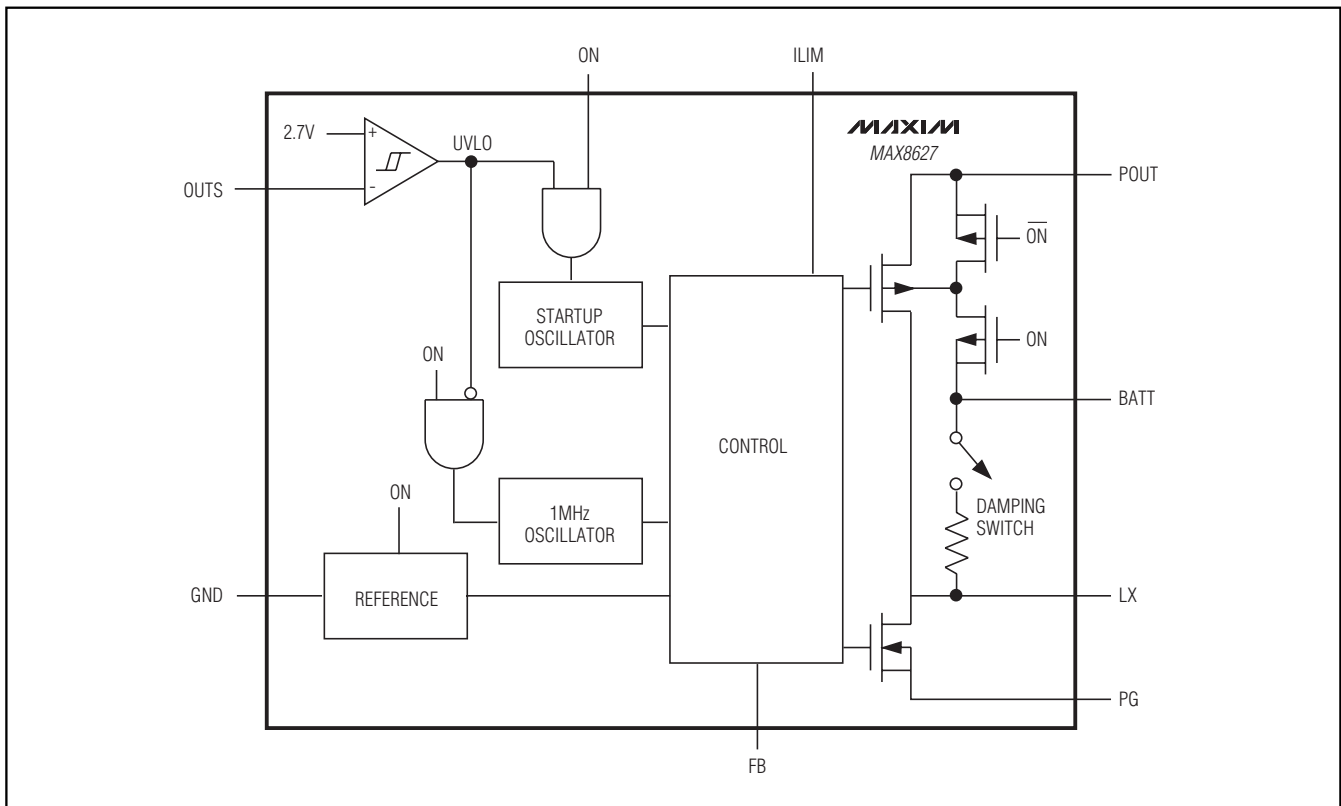 ON
ILIM
2.7V
+
-
UVLO
OUTS
MAXIM
MAX8627
POUT
ON
STARTUP
OSCILLATOR
ON
ON
BATT
CONTROL
ON
1MHz
OSCILLATOR
DAMPING
SWITCH
GND
REFERENCE
LX
PG
FB